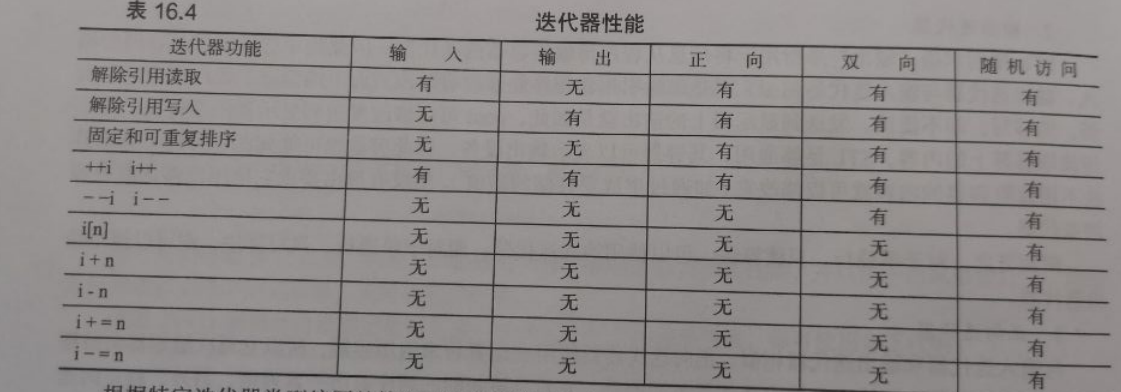 表 16.4
迭代器性能
迭代器功能 输 入 输 出 正 向 双 向 随 机 访 问
解除引用读取 有 无 有 有 有
解除引用写入 无 有 有 有 有
固定和可重复排序 无 无 有 有 有
++i i++ 有 有 有 有 有
--i i-- 无 无 无 有 有
i[n] 无 无 无 无 有
i + n 无 无 无 无 有
i - n 无 无 无 无 有
i + = n 无 无 无 无 有
i - = n 无 无 无 无 有